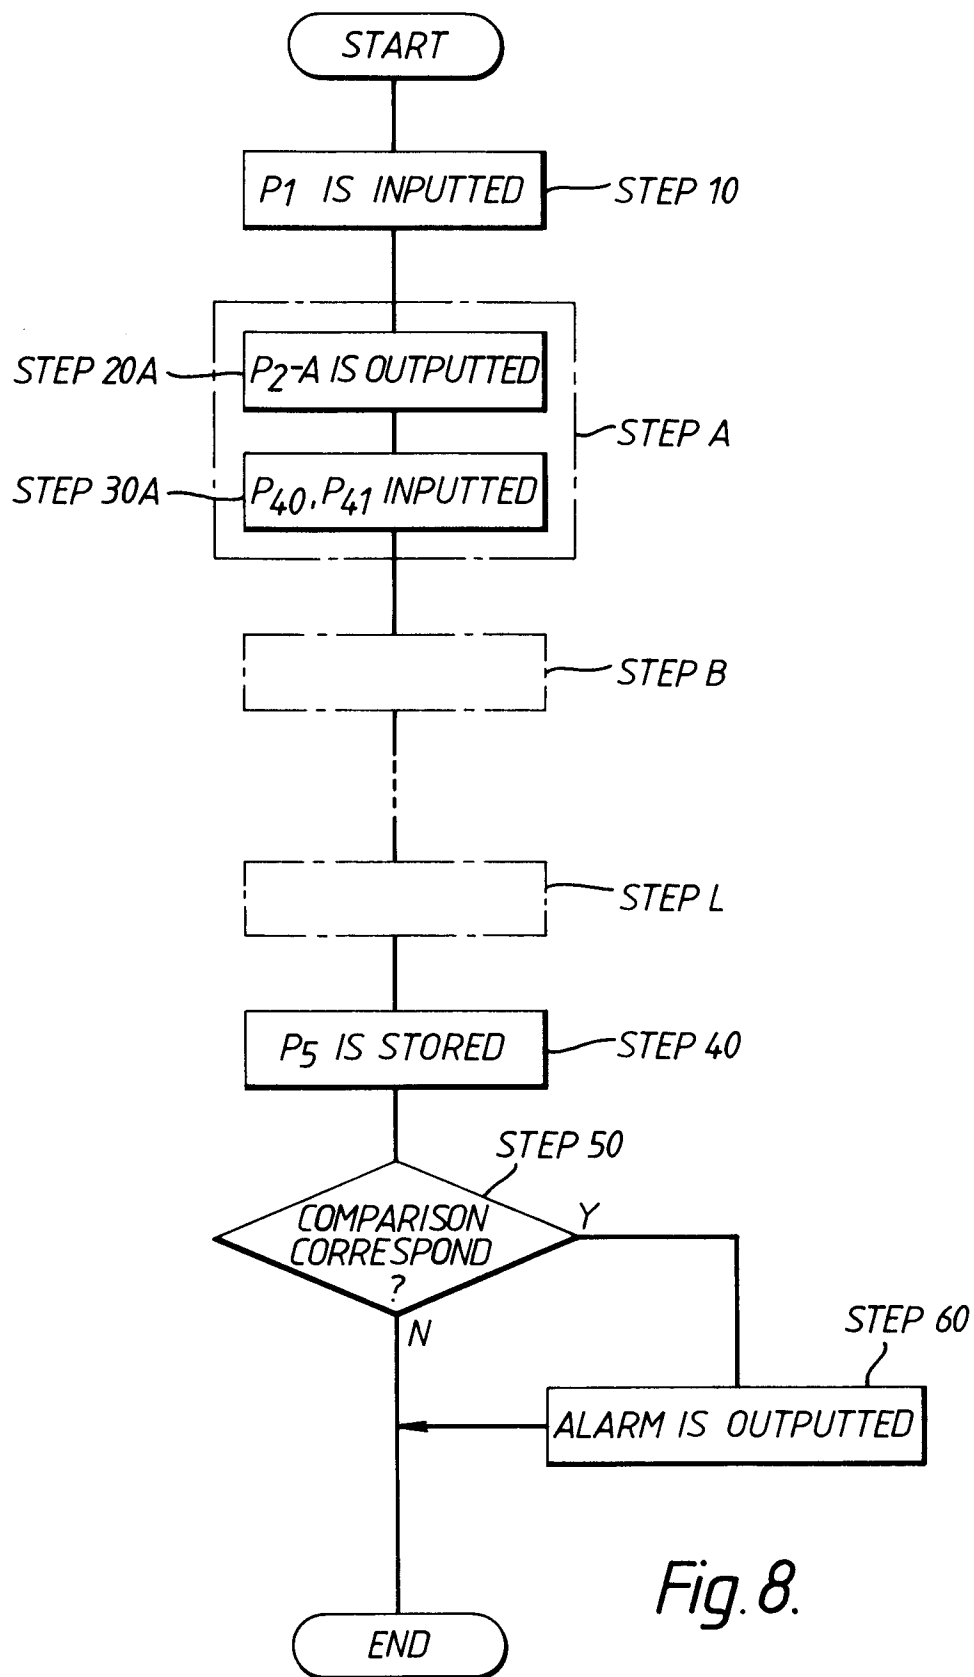 START
P1 IS INPUTTED
STEP 10
STEP 20A
P2-A IS OUTPUTTED
STEP A
STEP 30A
P40, P41 INPUTTED
STEP B
STEP L
P5 IS STORED
STEP 40
STEP 50
COMPARISON
CORRESPOND
?
Y
N
STEP 60
ALARM IS OUTPUTTED
END
Fig. 8.